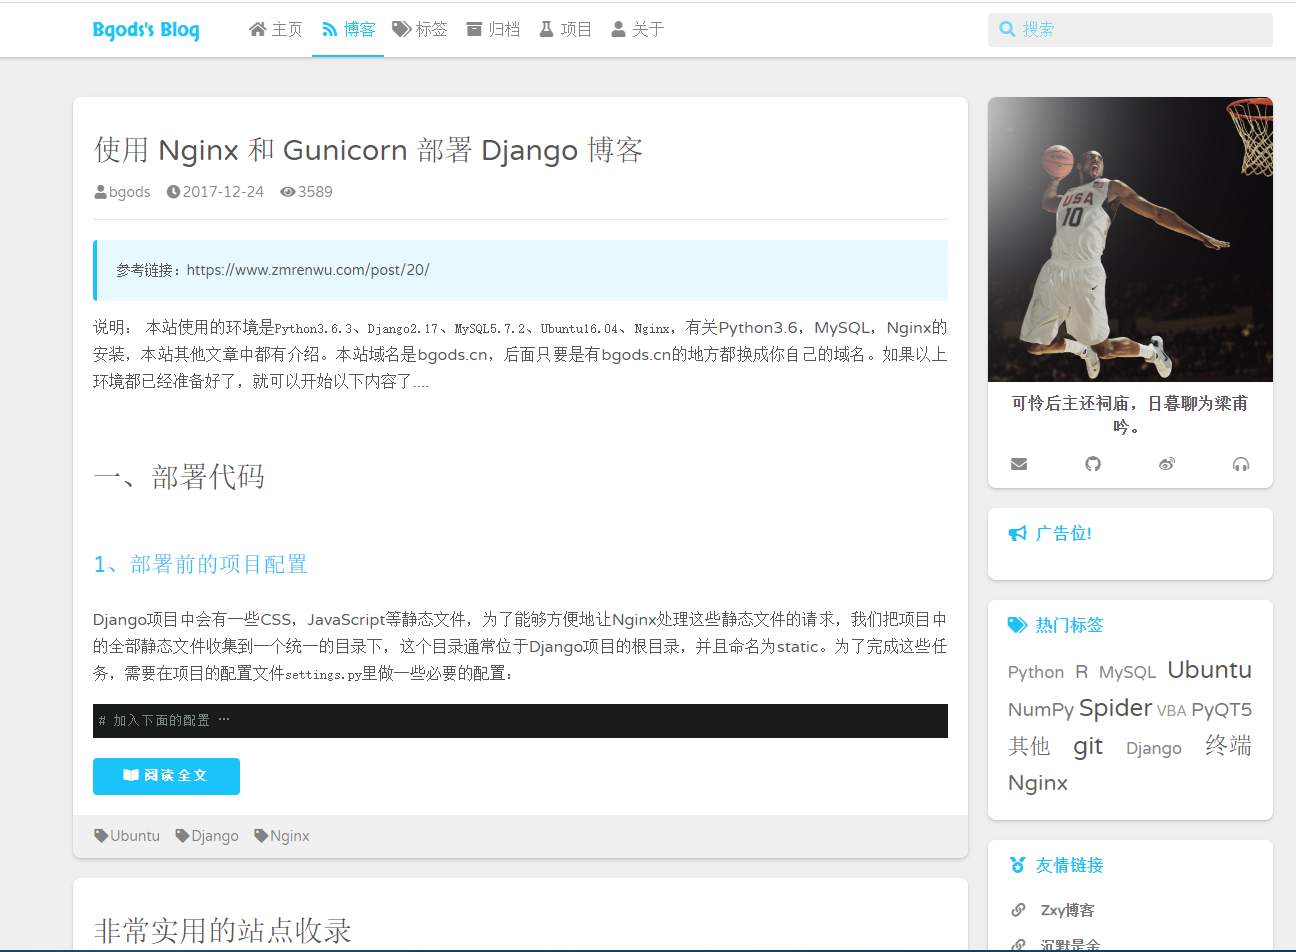 Bgods's Blog 主页 博客 标签 归档 项目 关于 搜索
使用 Nginx 和 Gunicorn 部署 Django 博客
bgods 2017-12-24 3589
参考链接：https://www.zmrenwu.com/post/20/
说明： 本站使用的环境是Python3.6.3、Django2.17、MySQL5.7.2、Ubuntu16.04、Nginx，有关Python3.6，MySQL，Nginx的
安装，本站其他文章中都有介绍。本站域名是bgods.cn，后面只要是有bgods.cn的地方都换成你自己的域名。如果以上
环境都已经准备好了，就可以开始以下内容了....
一、部署代码
1、部署前的项目配置
Django项目中会有一些CSS，JavaScript等静态文件，为了能够方便地让Nginx处理这些静态文件的请求，我们把项目中
的全部静态文件收集到一个统一的目录下，这个目录通常位于Django项目的根目录，并且命名为static。为了完成这些任
务，需要在项目的配置文件settings.py里做一些必要的配置：
# 加入下面的配置 …
阅读全文
Ubuntu Django Nginx
非常实用的站点收录
USA
10
可怜后主还祠庙，日暮聊为梁甫
吟。
广告位!
热门标签
Python R MySQL Ubuntu
NumPy Spider VBA PyQT5
其他 git Django 终端
Nginx
友情链接
Zxy博客
沉默是金